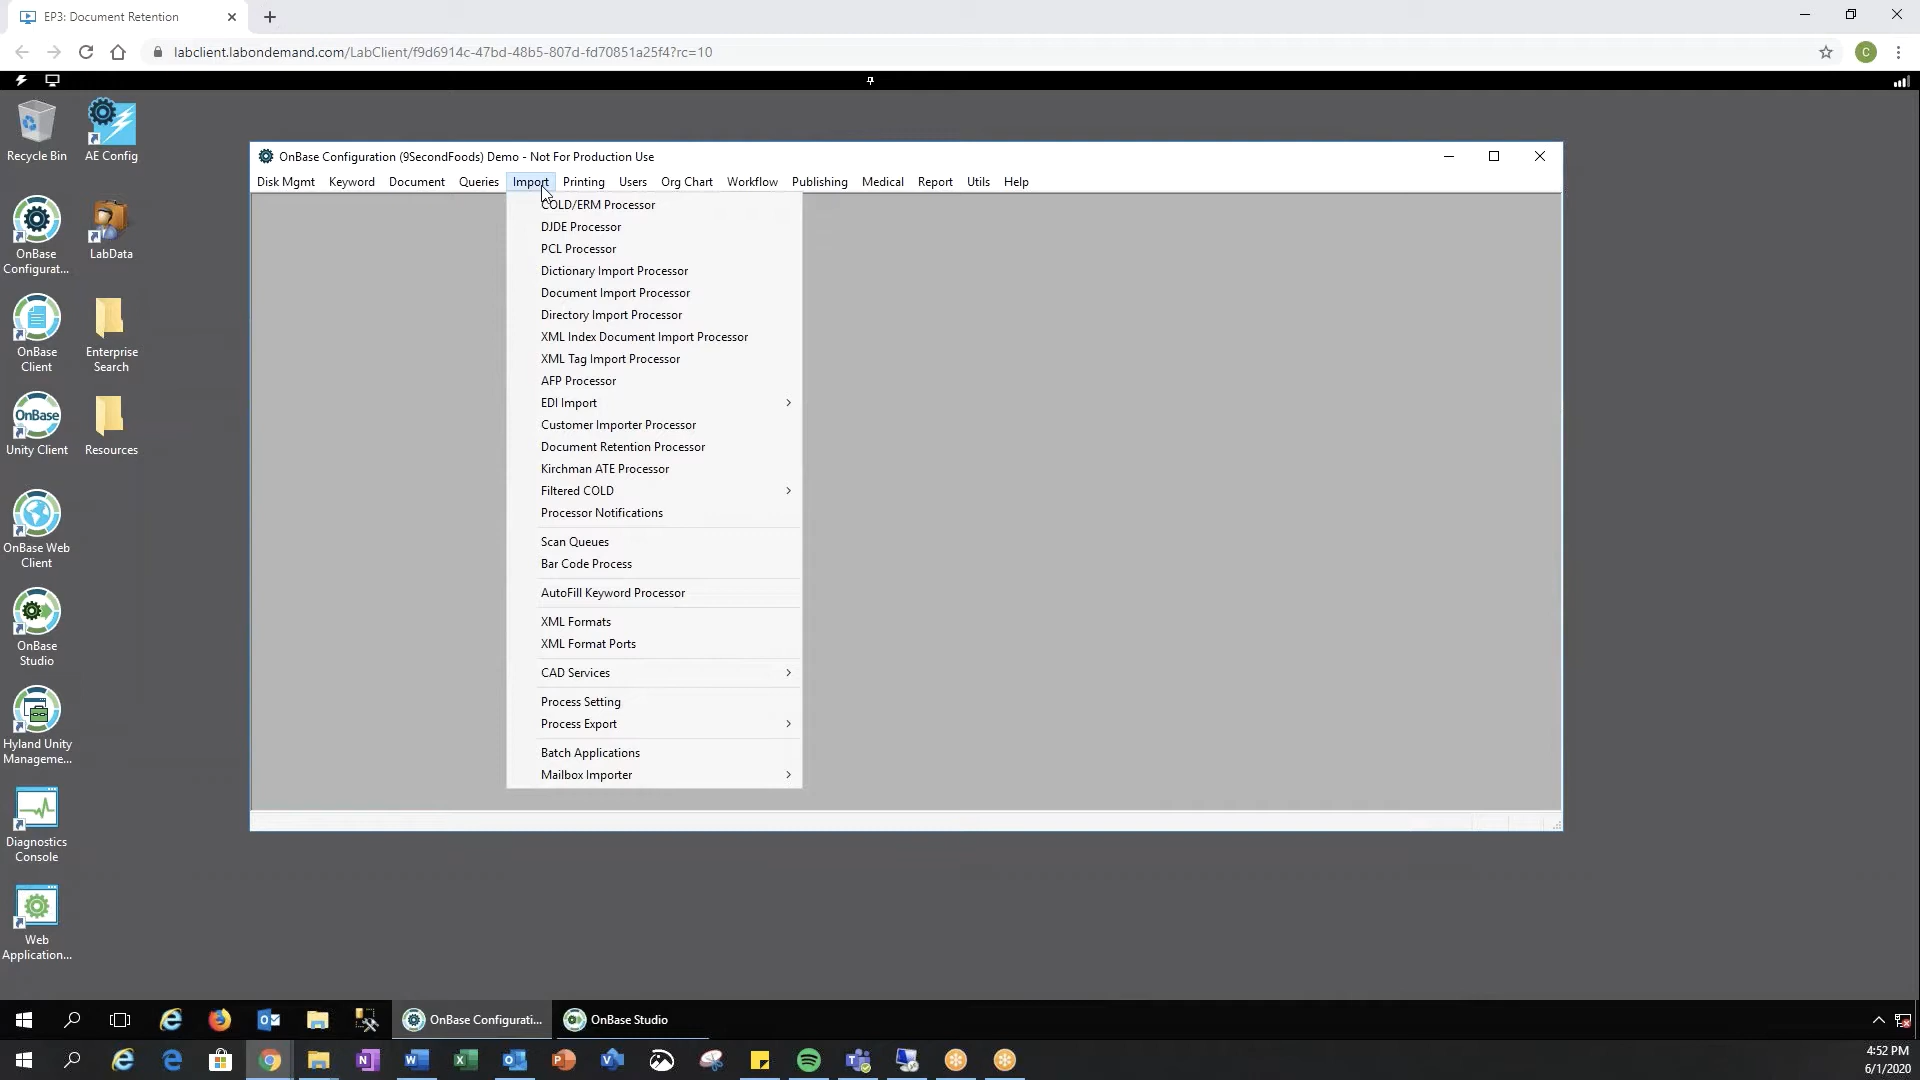 EP3: Document Retention
labclient.labondemand.com/LabClient/f9d6914c-47bd-48b5-807d-fd70851a25f4?rc=10
C
Recycle Bin
AE Config
OnBase
Configurat...
LabData
OnBase
Client
Enterprise
Search
OnBase
Unity Client
Resources
OnBase Web
Client
OnBase
Studio
Hyland Unity
Manageme...
Diagnostics
Console
Web
Application...
OnBase Configuration (9SecondFoods) Demo - Not For Production Use
Disk Mgmt Keyword Document Queries Import Printing Users Org Chart Workflow Publishing Medical Report Utils Help
COLD/ERM Processor
DJDE Processor
PCL Processor
Dictionary Import Processor
Document Import Processor
Directory Import Processor
XML Index Document Import Processor
XML Tag Import Processor
AFP Processor
EDI Import
Customer Importer Processor
Document Retention Processor
Kirchman ATE Processor
Filtered COLD
Processor Notifications
Scan Queues
Bar Code Process
AutoFill Keyword Processor
XML Formats
XML Format Ports
CAD Services
Process Setting
Process Export
Batch Applications
Mailbox Importer
OnBase Configurati...
OnBase Studio
4:52 PM
6/1/2020